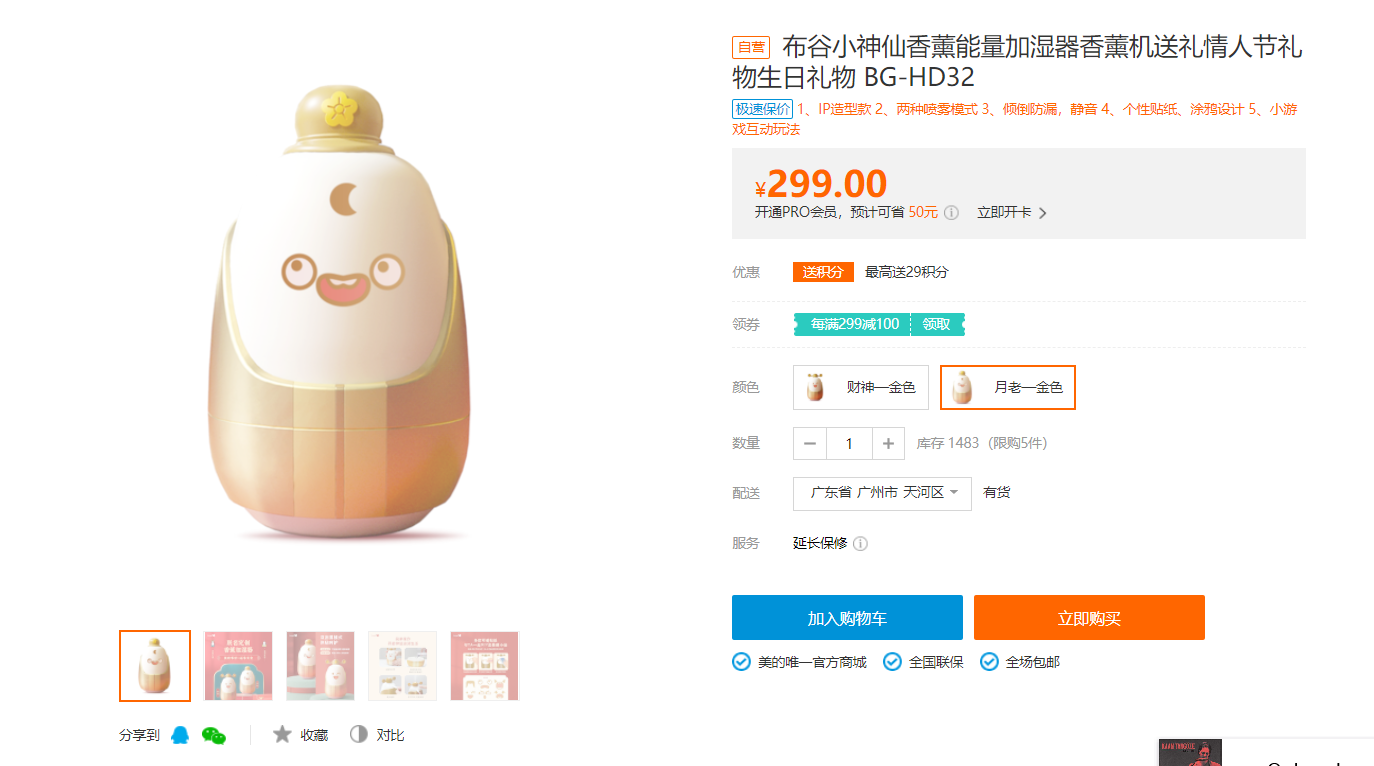 自营 布谷小神仙香薰能量加湿器香薰机送礼情人节礼
物生日礼物 BG-HD32
极速保价 1、IP造型款 2、两种喷雾模式 3、倾倒防漏，静音 4、个性贴纸、涂鸦设计 5、小游
戏互动玩法
¥299.00
开通PRO会员，预计可省 50元 立即开卡
优惠 送积分 最高送29积分
领券 每满299减100 领取
颜色 财神—金色 月老—金色
数量 1 库存 1483（限购5件）
配送 广东省 广州市 天河区 有货
服务 延长保修
加入购物车 立即购买
美的唯一官方商城 全国联保 全场包邮
分享到 收藏 对比